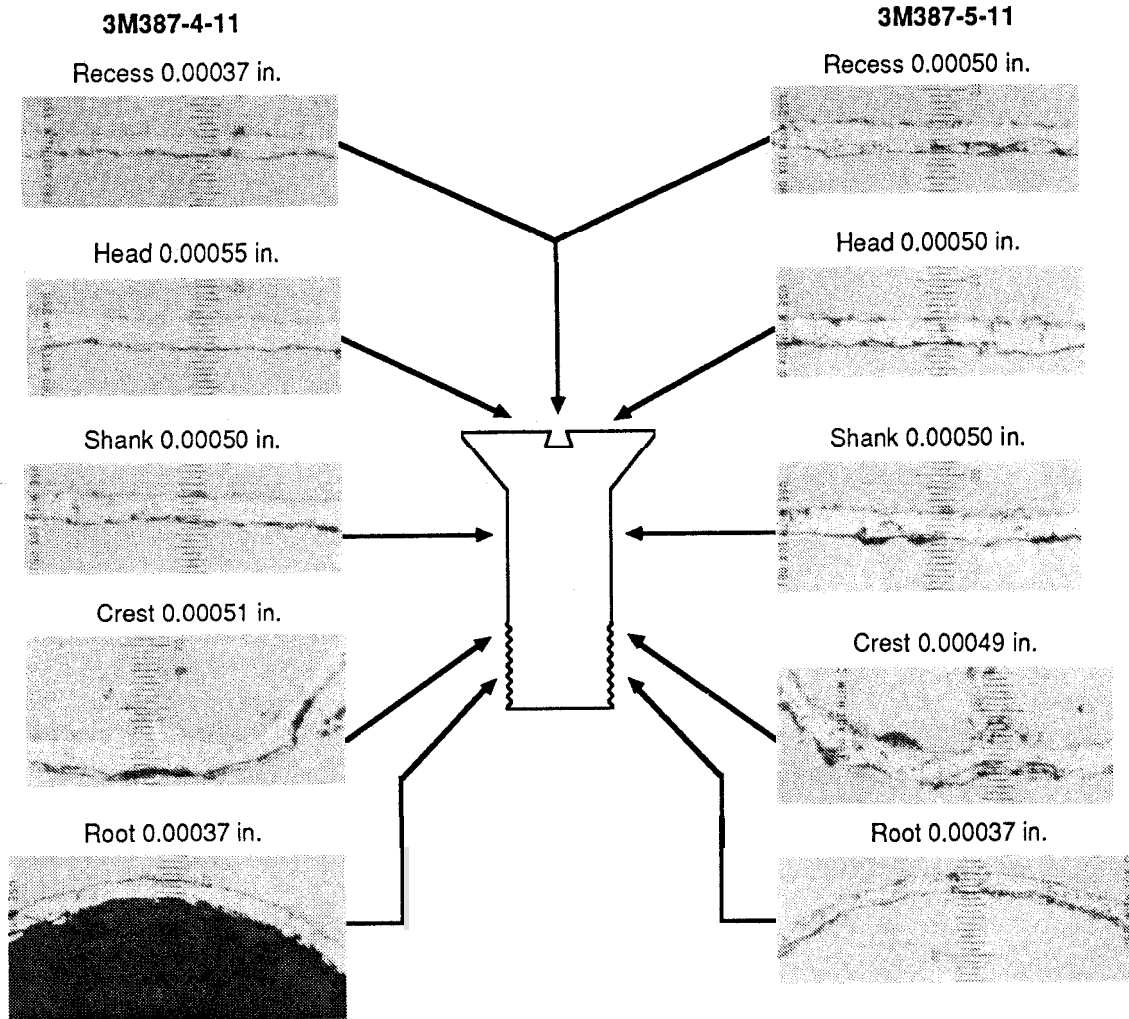 3M387-4-11
Recess 0.00037 in.
Head 0.00055 in.
Shank 0.00050 in.
Crest 0.00051 in.
Root 0.00037 in.
3M387-5-11
Recess 0.00050 in.
Head 0.00050 in.
Shank 0.00050 in.
Crest 0.00049 in.
Root 0.00037 in.